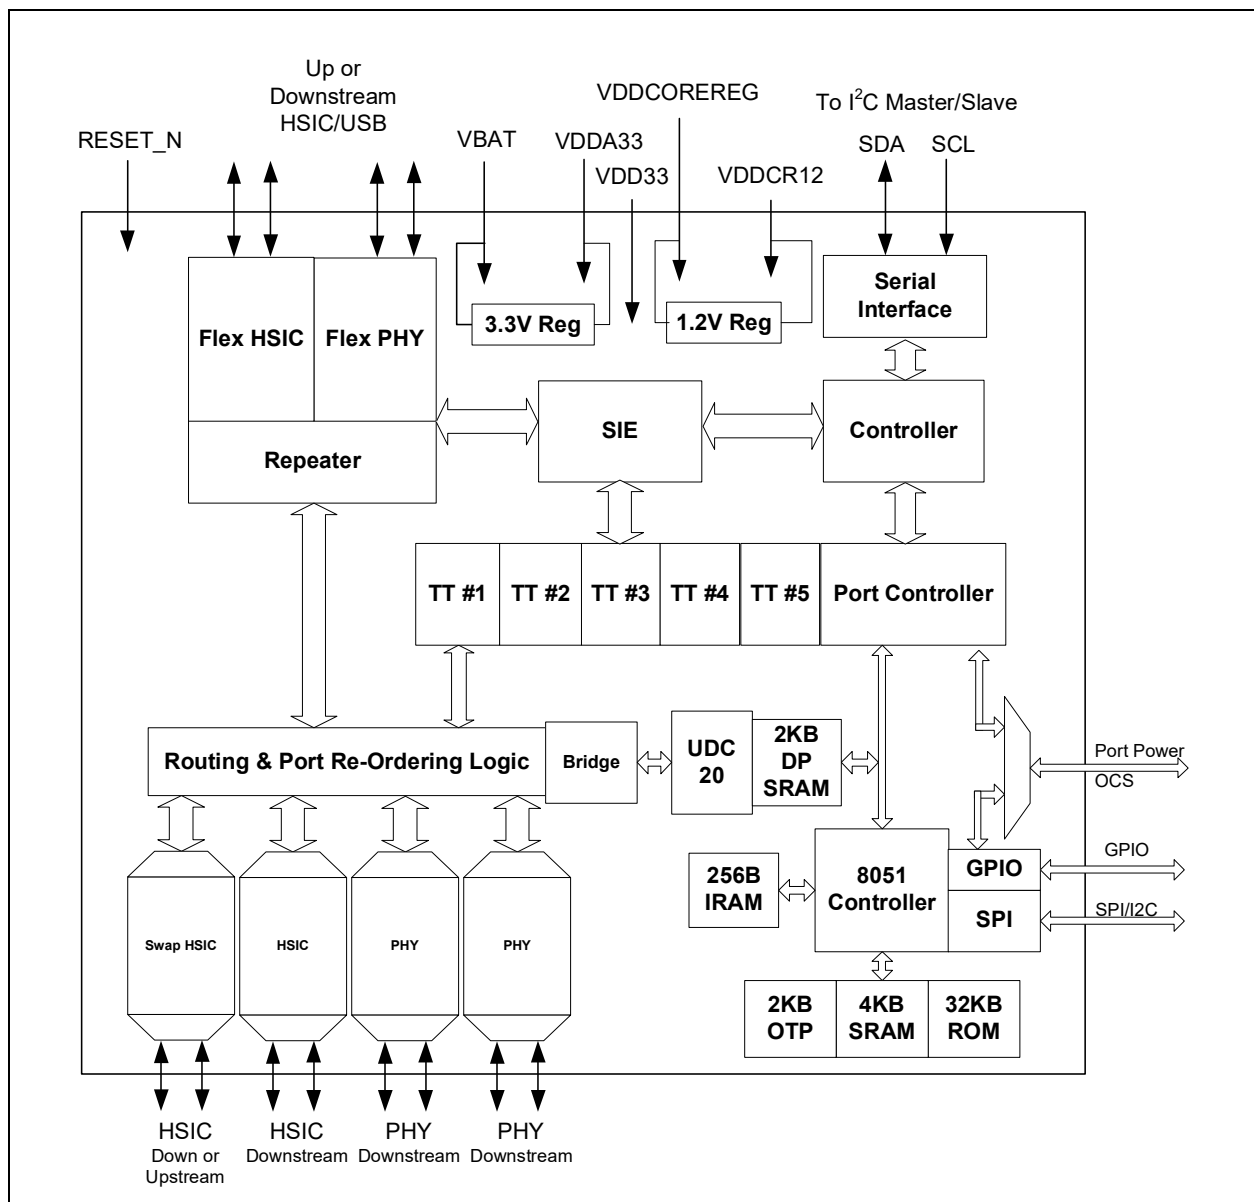 Up or
Downstream
HSIC/USB
RESET_N
VBAT
VDDA33
VDD33
VDDCOREREG
VDDCR12
To I²C Master/Slave
SDA
SCL
Flex HSIC
Flex PHY
Repeater
3.3V Reg
1.2V Reg
Serial
Interface
SIE
Controller
TT #1
TT #2
TT #3
TT #4
TT #5
Port Controller
Routing & Port Re-Ordering Logic
Bridge
UDC
20
2KB
DP
SRAM
Port Power
OCS
256B
IRAM
8051
Controller
GPIO
SPI
GPIO
SPI/I2C
2KB
OTP
4KB
SRAM
32KB
ROM
Swap HSIC
HSIC
PHY
PHY
HSIC
Down or
Upstream
HSIC
Downstream
PHY
Downstream
PHY
Downstream